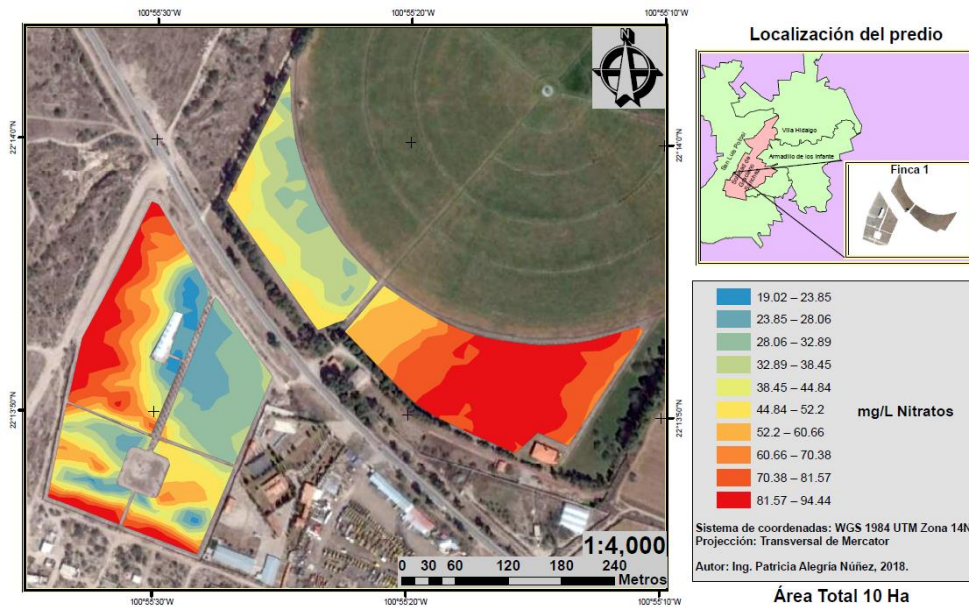 100°55'30"W
100°55'20"W
100°55'10"W
22°14'0"N
22°13'50"N
N
Localización del predio
Villa Hidalgo
San Luis Potosí
Armadillo de los Infante
Finca 1
19.02 – 23.85
23.85 – 28.06
28.06 – 32.89
32.89 – 38.45
38.45 – 44.84
44.84 – 52.2
52.2 – 60.66
60.66 – 70.38
70.38 – 81.57
81.57 – 94.44
mg/L Nitratos
Sistema de coordenadas: WGS 1984 UTM Zona 14N
Projección: Transversal de Mercator
Autor: Ing. Patricia Alegria Núñez, 2018.
Área Total 10 Ha
1:4,000
0 30 60 120 180 240
Metros
22°14'0"N
22°13'50"N
100°55'30"W
100°55'20"W
100°55'10"W